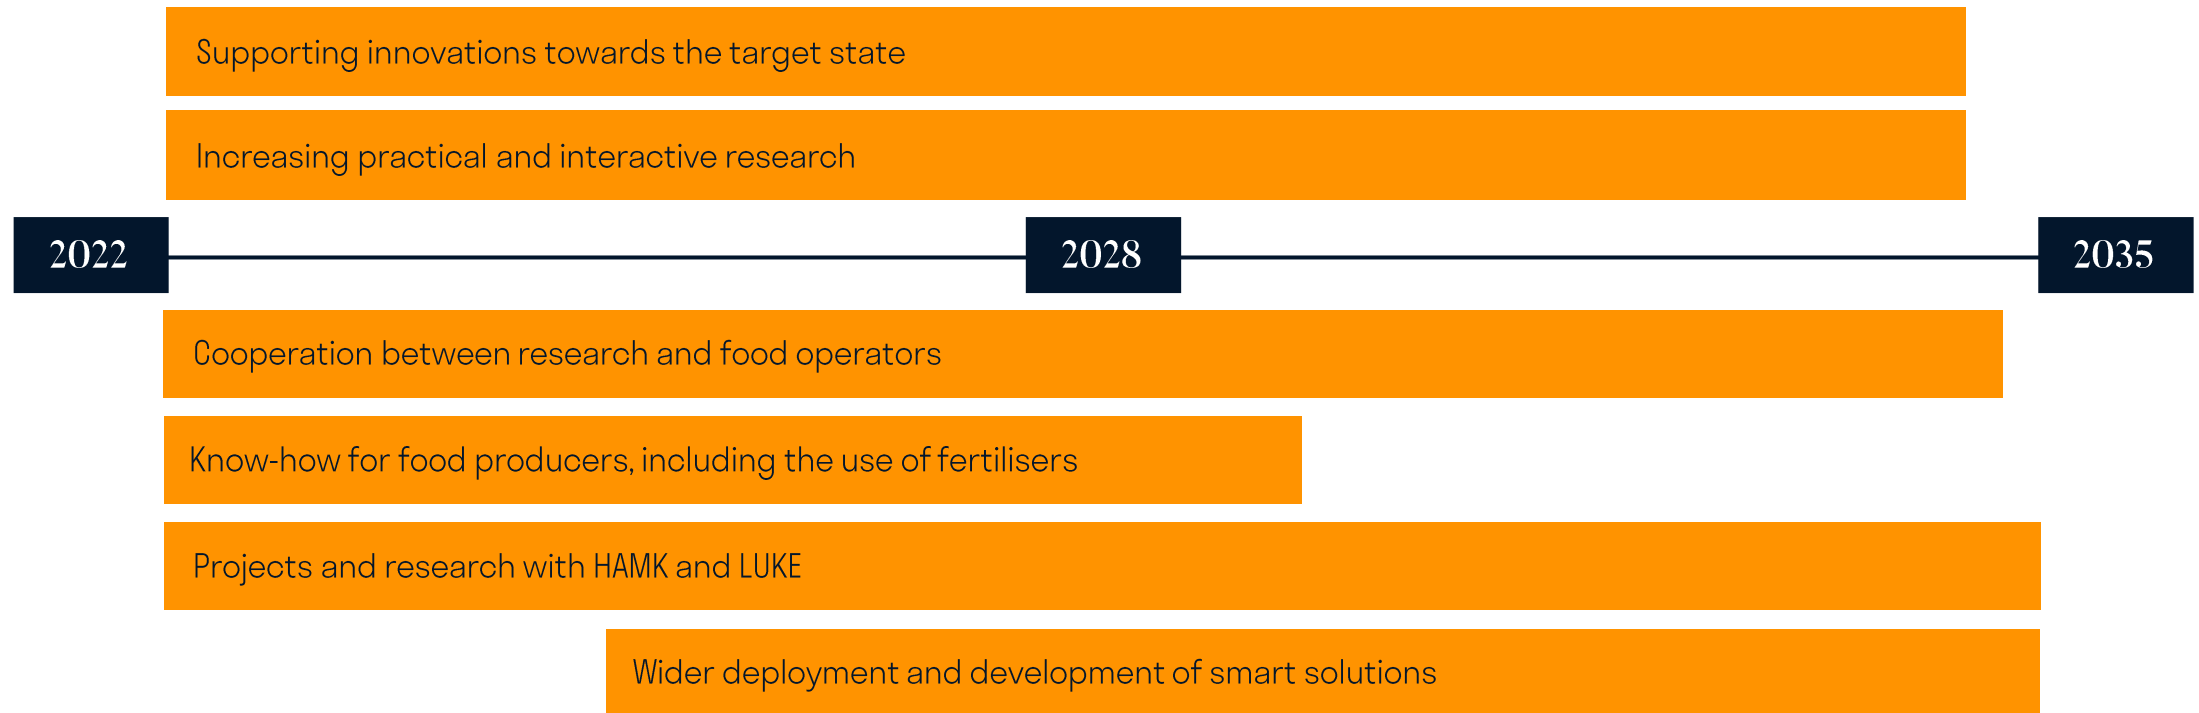 Supporting innovations towards the target state
Increasing practical and interactive research
2022
2028
2035
Cooperation between research and food operators
Know-how for food producers, including the use of fertilisers
Projects and research with HAMK and LUKE
Wider deployment and development of smart solutions